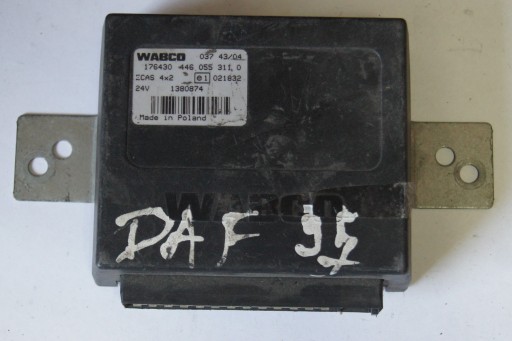 WABCO 037 43/04
176430 446 055 311 0
ECAS 4x2 01 021832
24V 1380874
Made in Poland
WABCO
DAF 95